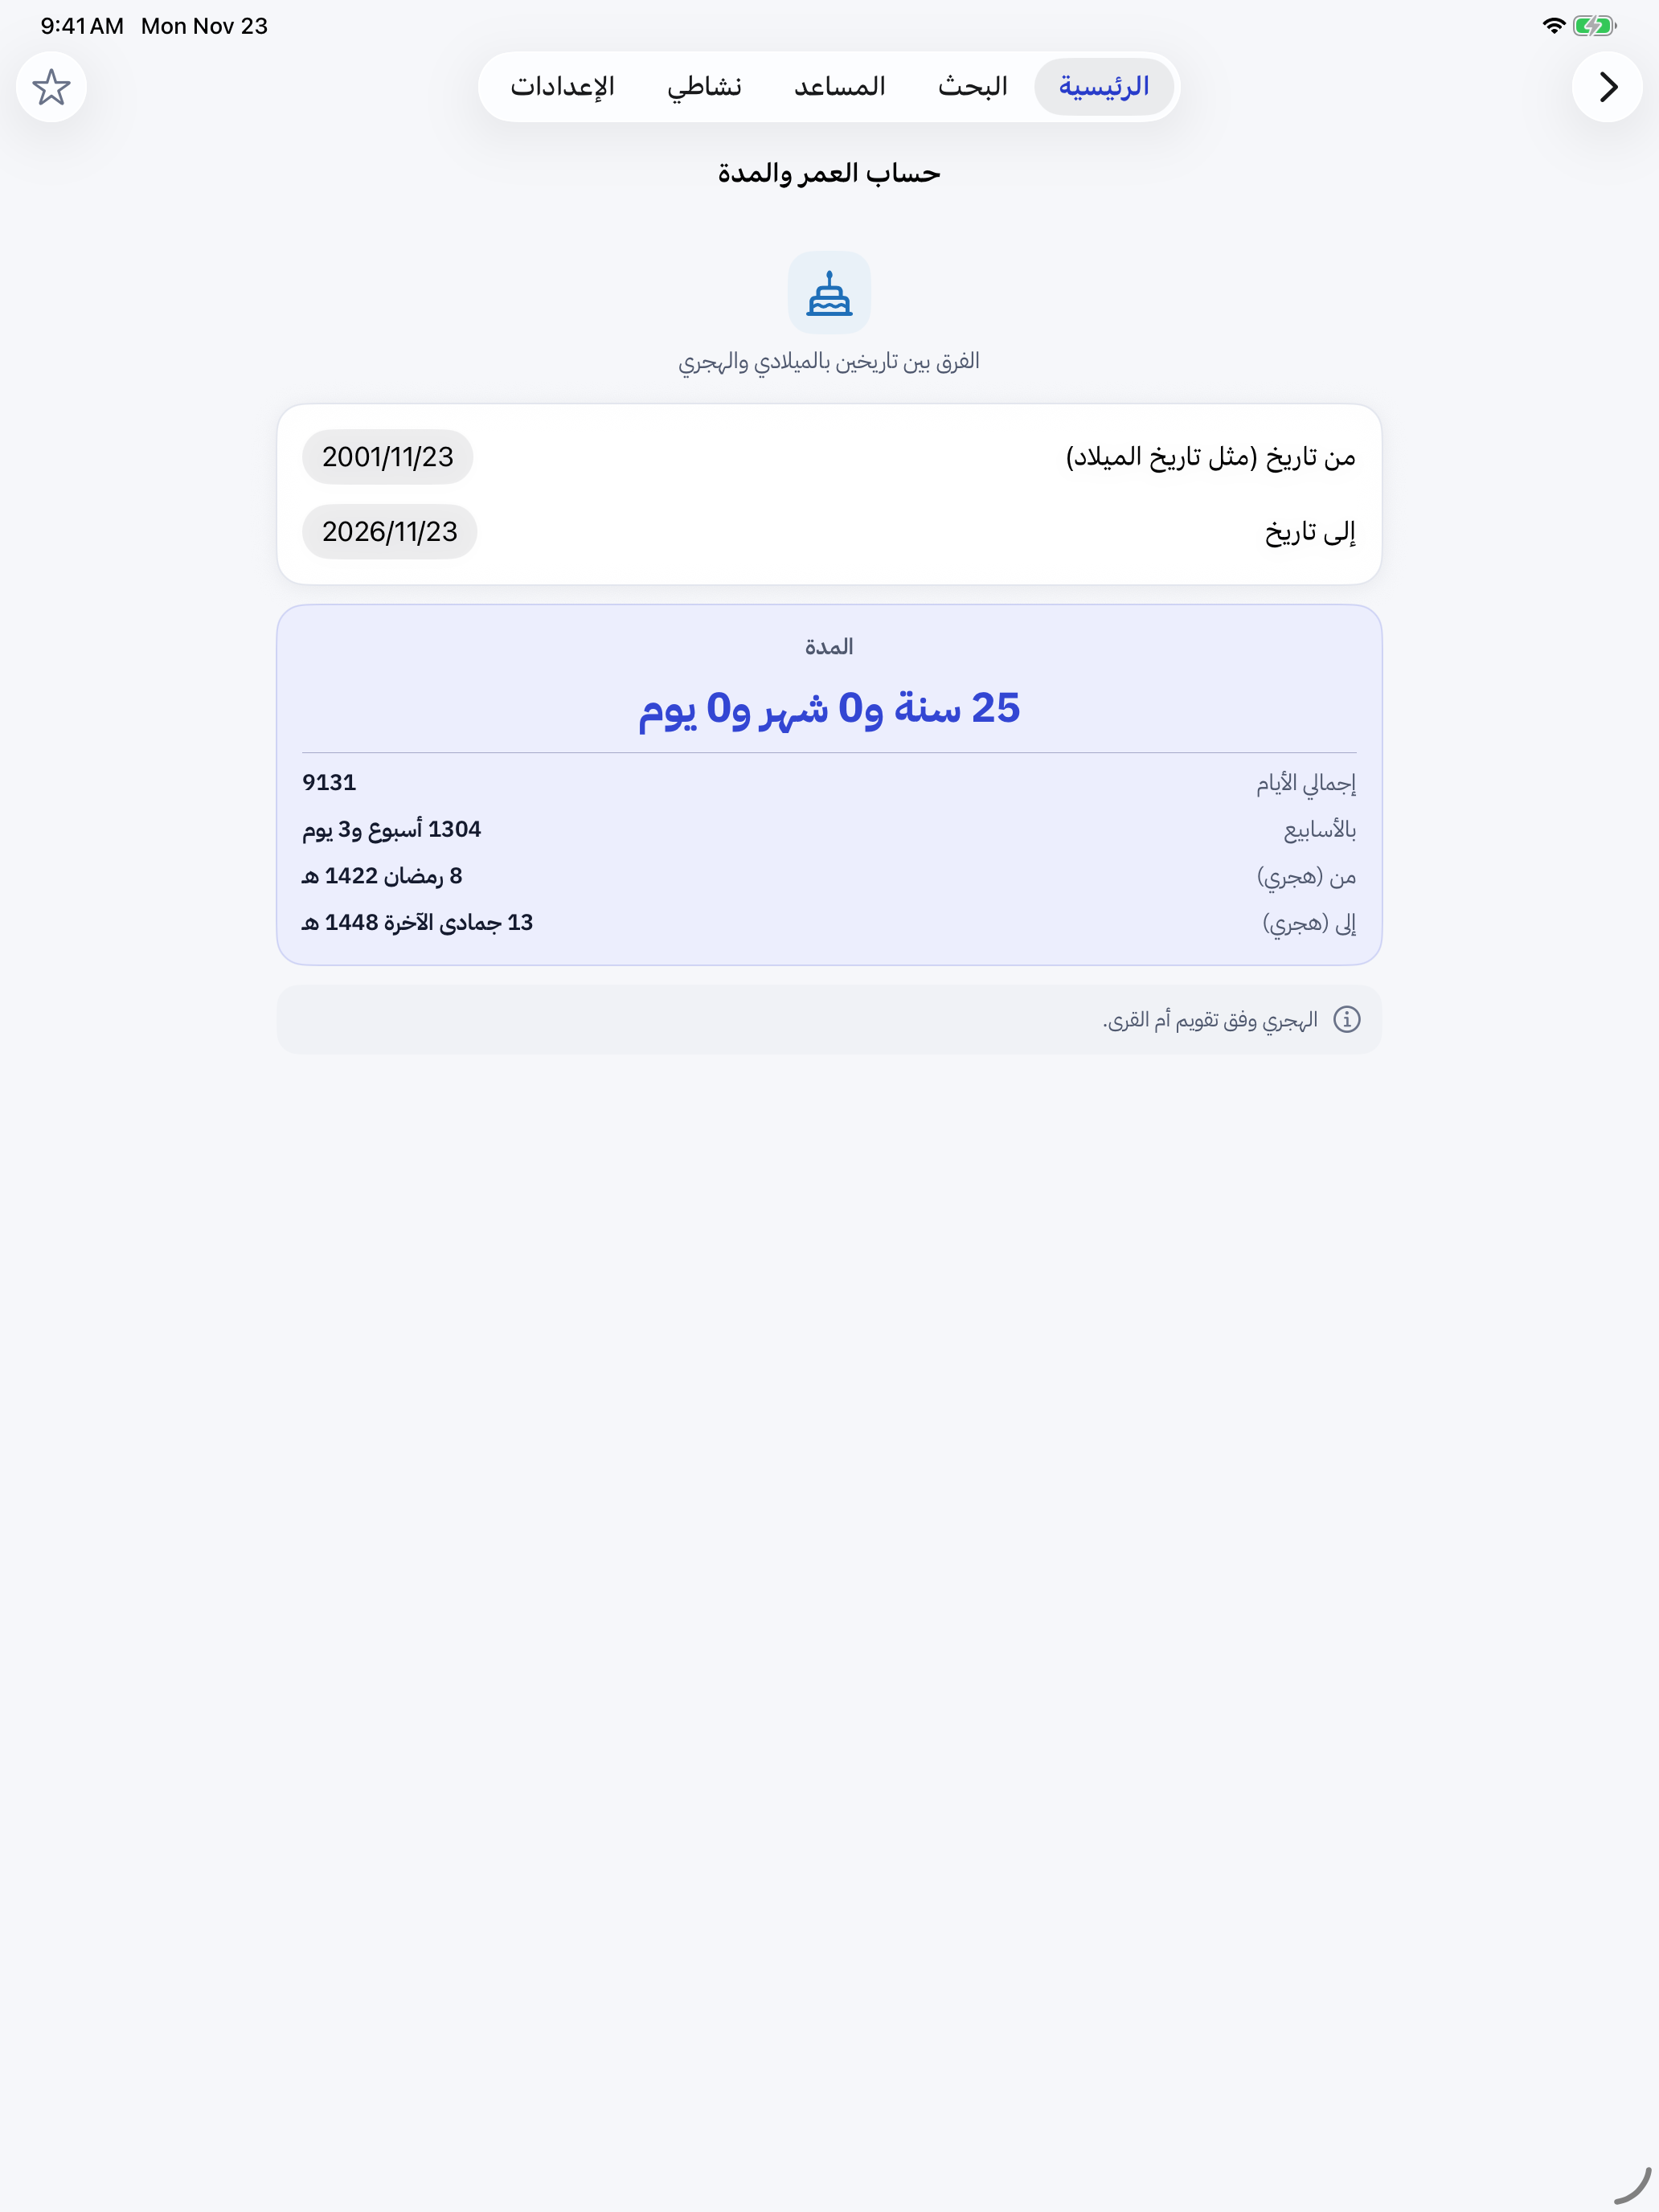 9:41 AM Mon Nov 23
الرئيسية البحث المساعد نشاطي الإعدادات
حساب العمر والمدة
الفرق بين تاريخين بالميلادي والهجري
من تاريخ (مثل تاريخ الميلاد) 2001/11/23
إلى تاريخ 2026/11/23
المدة
25 سنة و0 شهر و0 يوم
إجمالي الأيام 9131
بالأسابيع 1304 أسبوع و3 يوم
من (هجري) 8 رمضان 1422 هـ
إلى (هجري) 13 جمادى الآخرة 1448 هـ
الهجري وفق تقويم أم القرى.